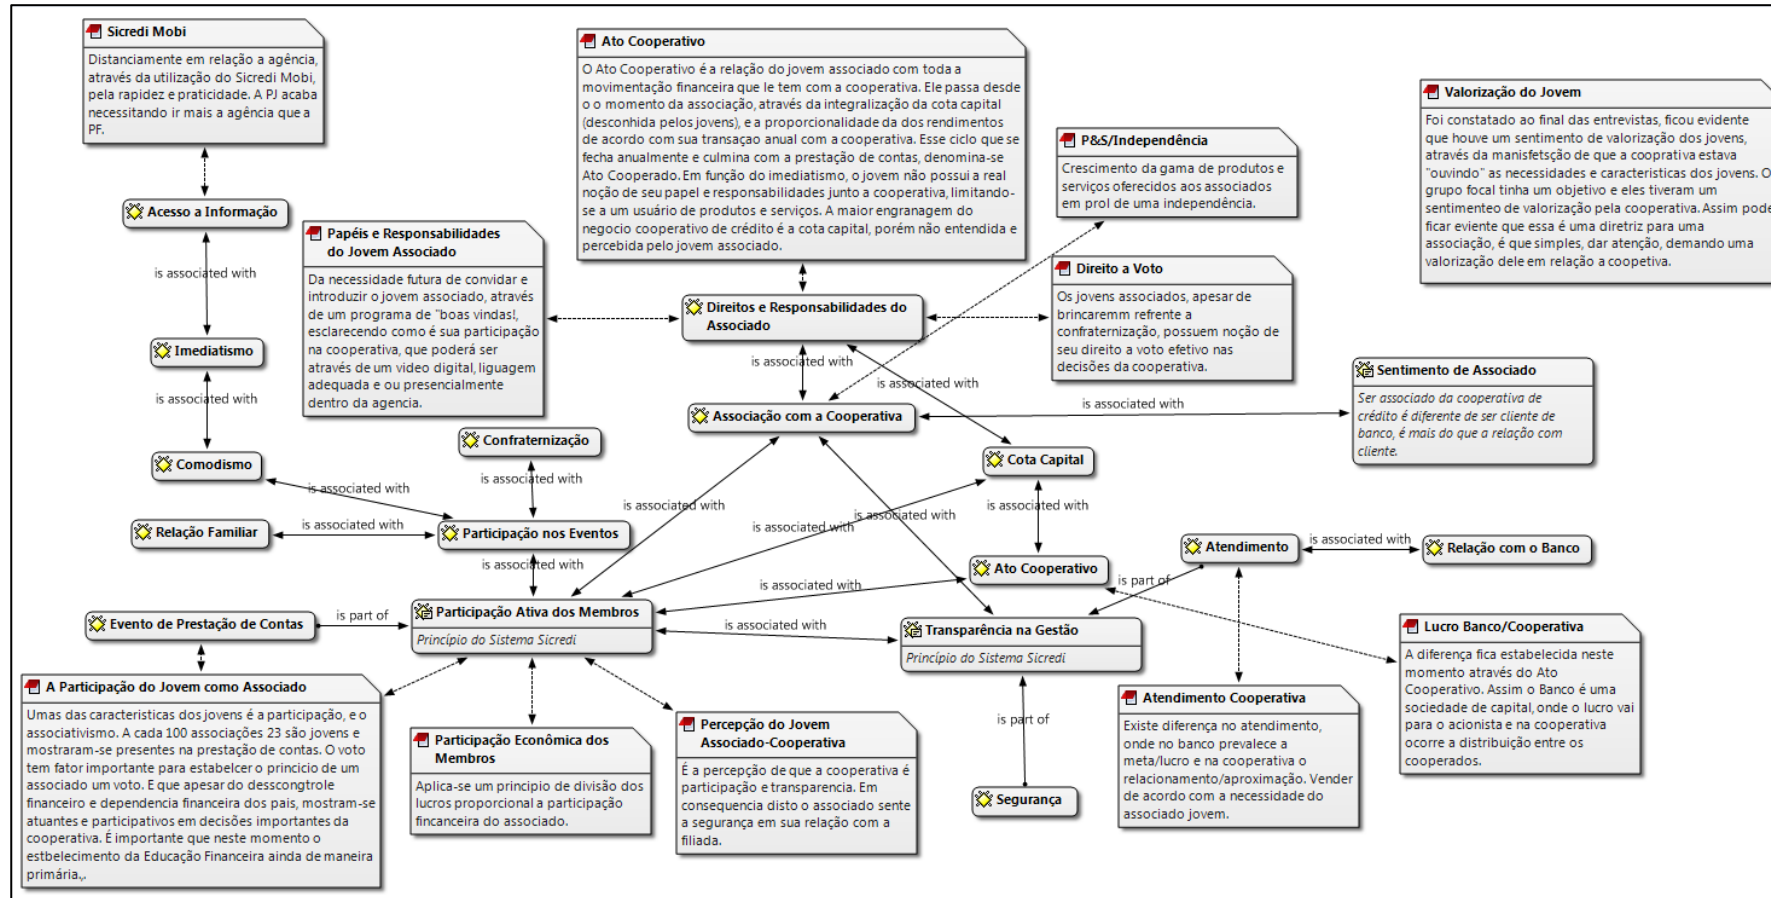 Sicredi Mobi
Distanciamente em relação a agência,
através da utilização do Sicredi Mobi,
pela rapidez e praticidade. A PJ acaba
necessitando ir mais a agência que a
PF.
Ato Cooperativo
O Ato Cooperativo é a relação do jovem associado com toda a
movimentação financeira que le tem com a cooperativa. Ele passa desde
o o momento da associação, através da integralização da cota capital
(desconhida pelos jovens), e a proporcionalidade da dos rendimentos
de acordo com sua transaçao anual com a cooperativa. Esse ciclo que se
fecha anualmente e culmina com a prestação de contas, denomina-se
Ato Cooperado. Em função do imediatismo, o jovem não possui a real
noção de seu papel e responsabilidades junto a cooperativa, limitando-
se a um usuário de produtos e serviços. A maior engranagem do
negocio cooperativo de crédito é a cota capital, porém não entendida e
percebida pelo jovem associado.
Valorização do Jovem
Foi constatado ao final das entrevistas, ficou evidente
que houve um sentimento de valorização dos jovens,
através da manisfetsção de que a cooprativa estava
"ouvindo" as necessidades e caracteristicas dos jovens. O
grupo focal tinha um objetivo e eles tiveram um
sentimenteo de valorização pela cooperativa. Assim pode
ficar eviente que essa é uma diretriz para uma
associação, é que simples, dar atenção, demando uma
valorização dele em relação a coopetiva.
P&S/Independência
Crescimento da gama de produtos e
serviços oferecidos aos associados
em prol de uma independência.
Acesso a Informação
is associated with
Papéis e Responsabilidades
do Jovem Associado
Da necessidade futura de convidar e
introduzir o jovem associado, através
de um programa de "boas vindas!,
esclarecendo como é sua participação
na cooperativa, que poderá ser
através de um video digital, liguagem
adequada e ou presencialmente
dentro da agencia.
Direitos e Responsabilidades do
Associado
Direito a Voto
Os jovens associados, apesar de
brincaremm refrente a
confraternização, possuem noção de
seu direito a voto efetivo nas
decisões da cooperativa.
Imediatismo
is associated with
is associated with
is associated with
Sentimento de Associado
Ser associado da cooperativa de
crédito é diferente de ser cliente de
banco, é mais do que a relação com
cliente.
is associated with
Associação com a Cooperativa
Confraternização
Comodismo
Cota Capital
is associated with
is associated with
is associated with
is associated with
is associated with
is associated with
is associated with
Relação Familiar
is associated with
Participação nos Eventos
Atendimento
is associated with
Relação com o Banco
is associated with
Ato Cooperativo
is associated with
is part of
Evento de Prestação de Contas
is part of
Participação Ativa dos Membros
Princípio do Sistema Sicredi
is associated with
Transparência na Gestão
Princípio do Sistema Sicredi
Lucro Banco/Cooperativa
A diferença fica estabelecida neste
momento através do Ato
Cooperativo. Assim o Banco é uma
sociedade de capital, onde o lucro vai
para o acionista e na cooperativa
ocorre a distribuição entre os
cooperados.
A Participação do Jovem como Associado
Umas das caracteristicas dos jovens é a participação, e o
associativismo. A cada 100 associações 23 são jovens e
mostraram-se presentes na prestação de contas. O voto
tem fator importante para estabelcer o princicio de um
associado um voto. E que apesar do desscongtrole
financeiro e dependencia financeira dos pais, mostram-se
atuantes e participativos em decisões importantes da
cooperativa. É importante que neste momento o
estbelecimento da Educação Financeira ainda de maneira
primária.,.
Participação Econômica dos
Membros
Aplica-se um principio de divisão dos
lucros proporcional a participação
fincanceira do associado.
Percepção do Jovem
Associado-Cooperativa
É a percepção de que a cooperativa é
participação e transparencia. Em
consequencia disto o associado sente
a segurança em sua relação com a
filiada.
is part of
Segurança
Atendimento Cooperativa
Existe diferença no atendimento,
onde no banco prevalece a
meta/lucro e na cooperativa o
relacionamento/aproximação. Vender
de acordo com a necessidade do
associado jovem.